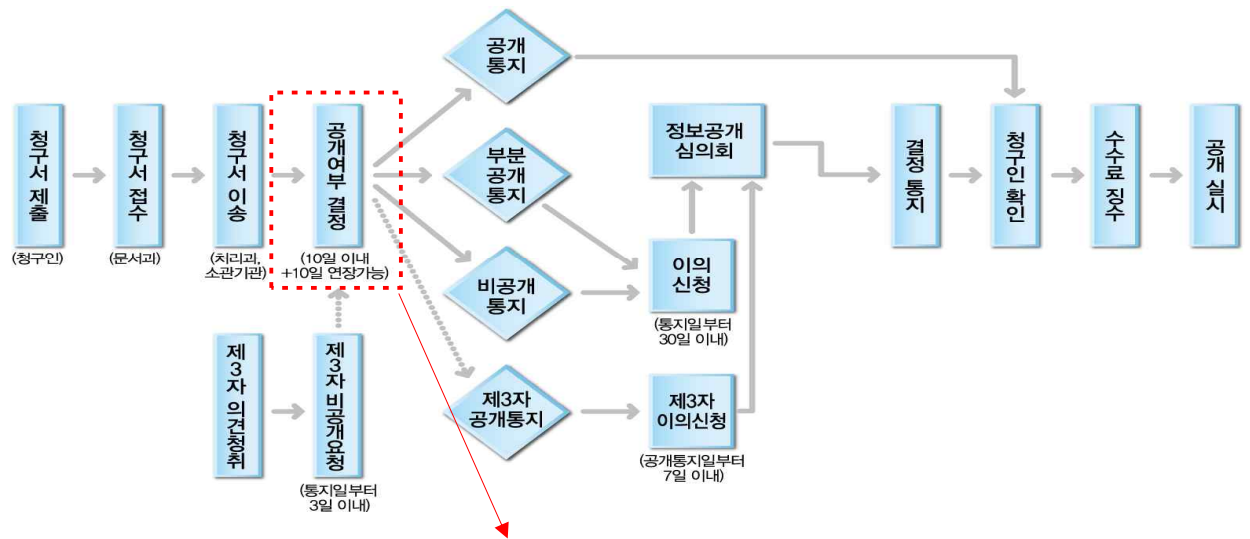 청구서 제출
(청구인)
청구서 접수
(문서과)
청구서 이송
(처리과,
소관기관)
공개여부 결정
(10일 이내
+10일 연장가능)
제3자 의견청취
제3자 비공개요청
(통지일부터
3일 이내)
공개
통지
부분
공개
통지
비공개
통지
제3자
공개통지
정보공개
심의회
이의
신청
(통지일부터
30일 이내)
제3자
이의신청
(공개통지일부터
7일 이내)
결정 통지
청구인 확인
수수료 징수
공개 실시